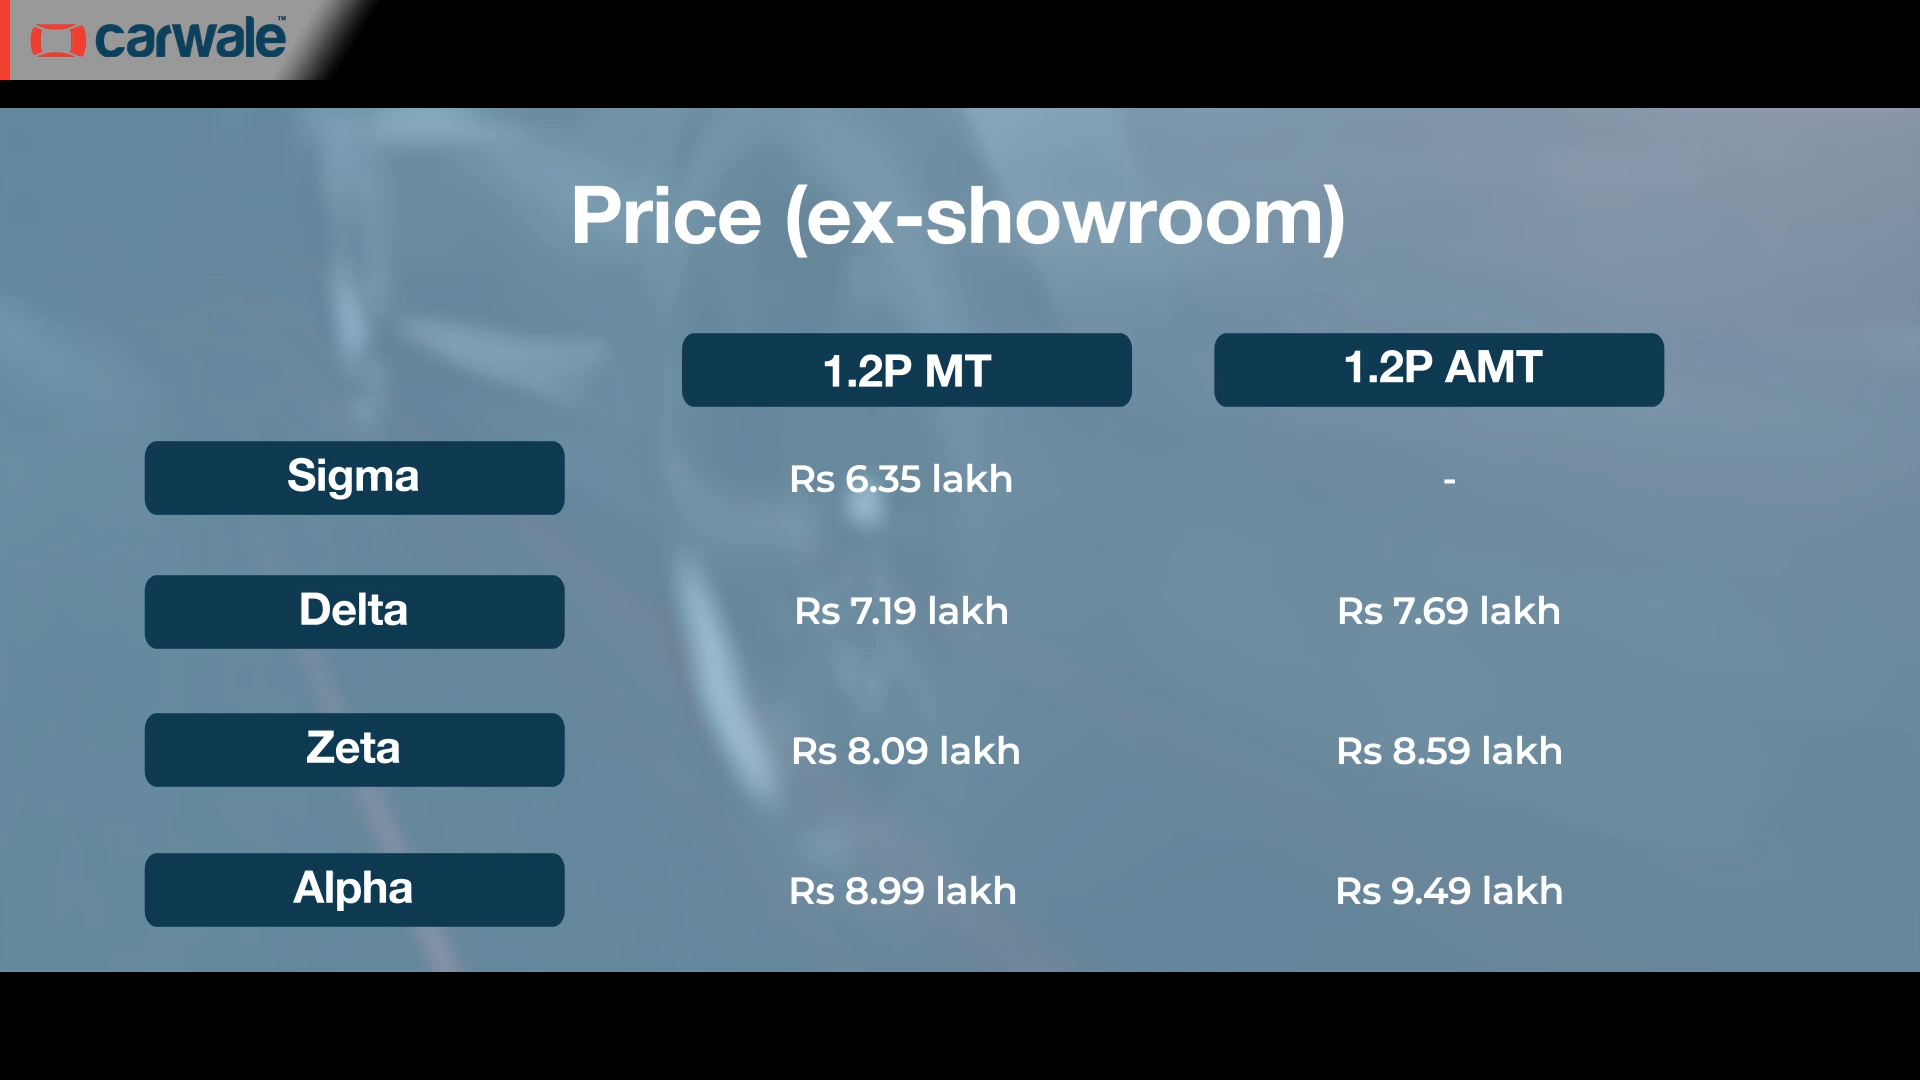 carwale™
Price (ex-showroom)
1.2P MT 1.2P AMT
Sigma Rs 6.35 lakh -
Delta Rs 7.19 lakh Rs 7.69 lakh
Zeta Rs 8.09 lakh Rs 8.59 lakh
Alpha Rs 8.99 lakh Rs 9.49 lakh